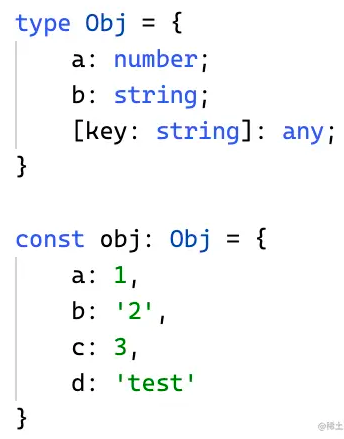 type Obj = {
    a: number;
    b: string;
    [key: string]: any;
}

const obj: Obj = {
    a: 1,
    b: '2',
    c: 3,
    d: 'test'
}
@稀土